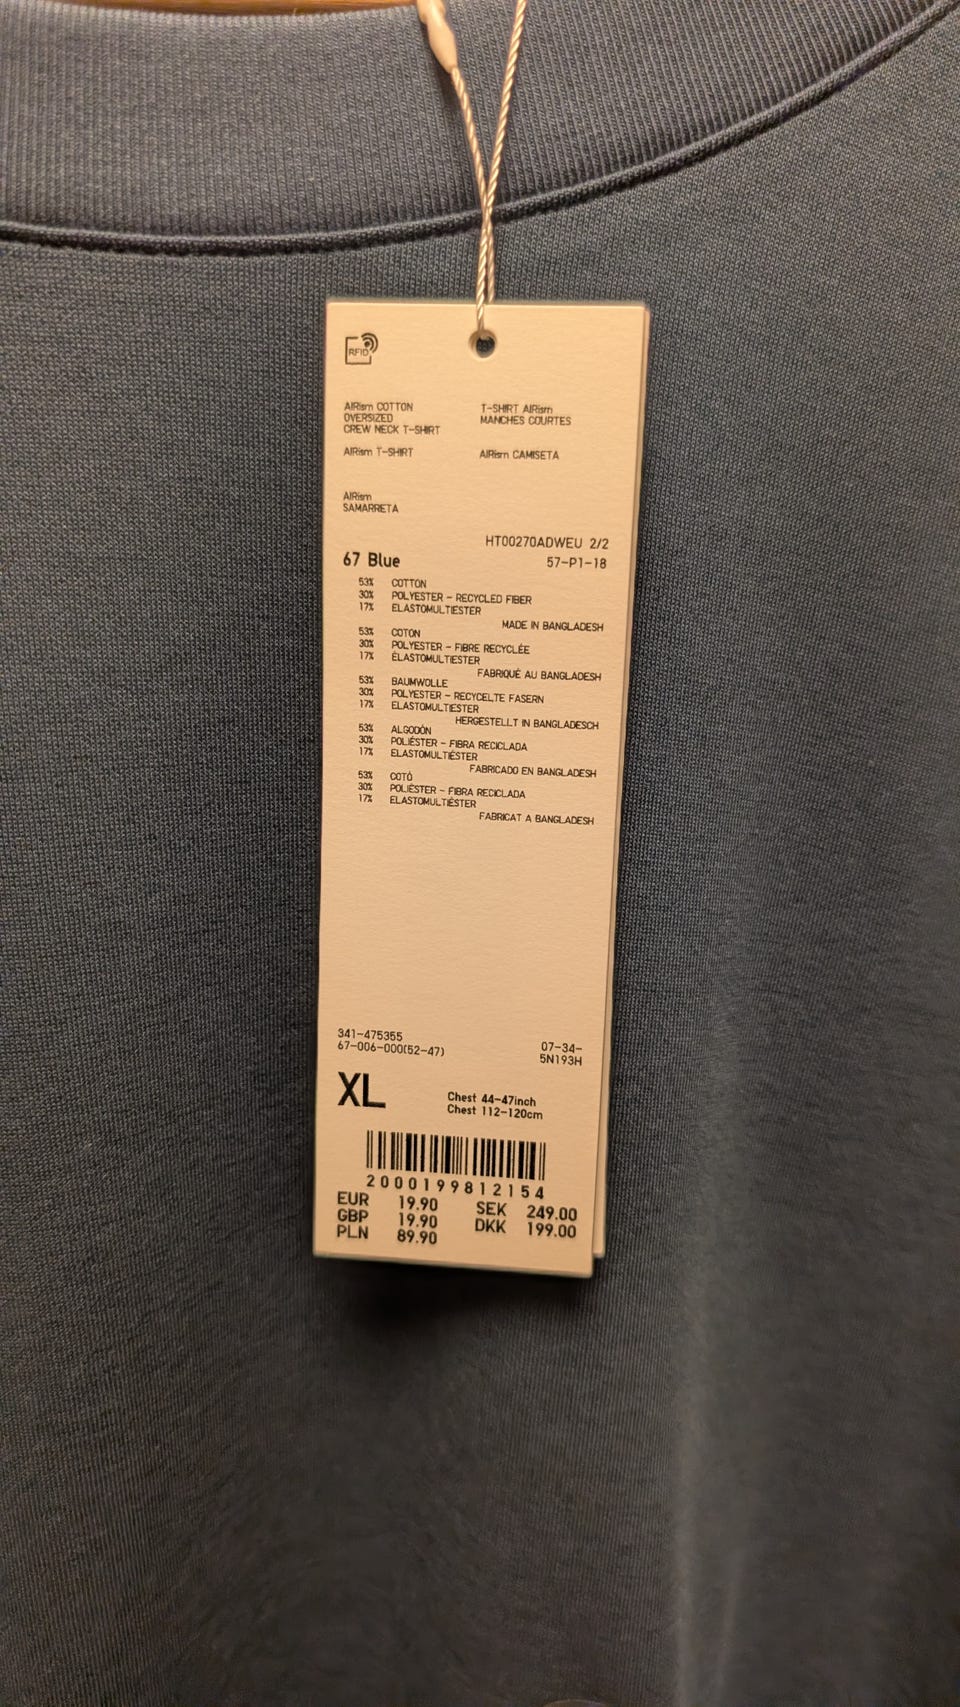 RFID
AIRism COTTON
OVERSIZED
CREW NECK T-SHIRT
T-SHIRT AIRism
MANCHES COURTES
AIRism T-SHIRT
AIRism CAMISETA
AIRism
SAMARRETA
HT00270ADWEU 2/2
67 Blue 57-P1-18
53% COTTON
30% POLYESTER - RECYCLED FIBER
17% ELASTOMULTIESTER
MADE IN BANGLADESH
53% COTON
30% POLYESTER - FIBRE RECYCLÉE
17% ÉLASTOMULTIESTER
FABRIQUÉ AU BANGLADESH
53% BAUMWOLLE
30% POLYESTER - RECYCELTE FASERN
17% ELASTOMULTIESTER
HERGESTELLT IN BANGLADESCH
53% ALGODÓN
30% POLIÉSTER - FIBRA RECICLADA
17% ELASTOMULTIÉSTER
FABRICADO EN BANGLADESH
53% COTÓ
30% POLIÈSTER - FIBRA RECICLADA
17% ELASTOMULTIÈSTER
FABRICAT A BANGLADESH
341-475355
67-006-000(52-47)
07-34-
5N193H
XL
Chest 44-47inch
Chest 112-120cm
2000199812154
EUR 19.90 SEK 249.00
GBP 19.90 DKK 199.00
PLN 89.90